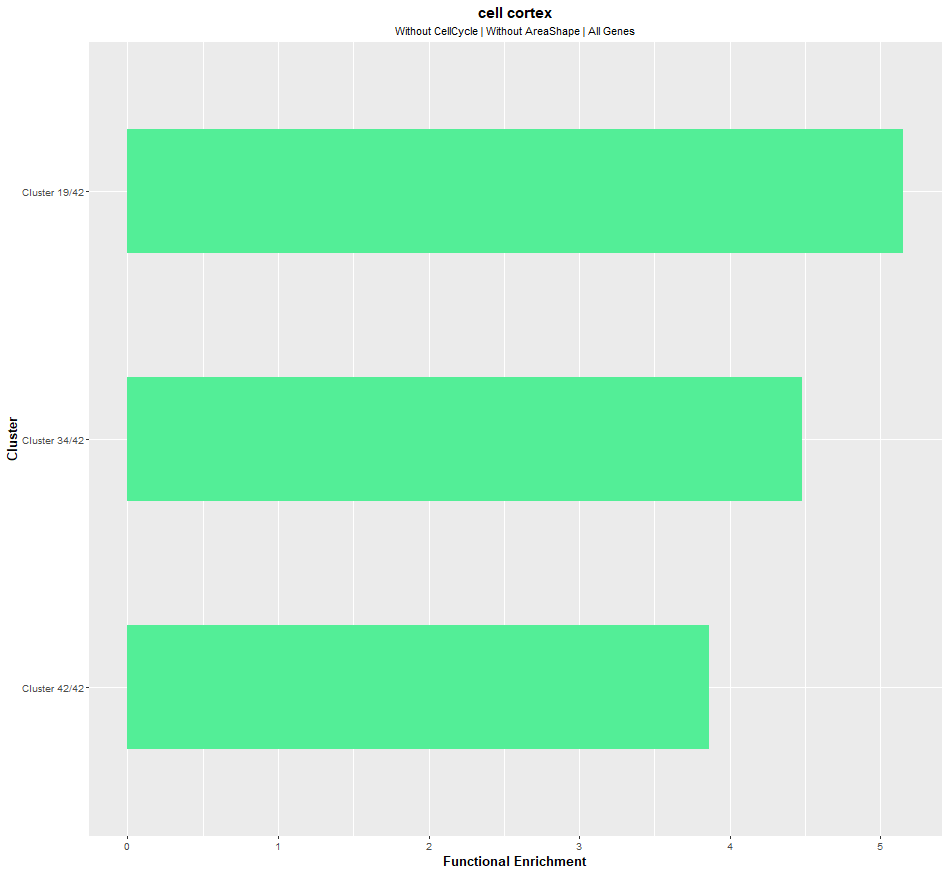 cell cortex
Without CellCycle | Without AreaShape | All Genes
Cluster
Cluster 19/42
Cluster 34/42
Cluster 42/42
0 1 2 3 4 5
Functional Enrichment